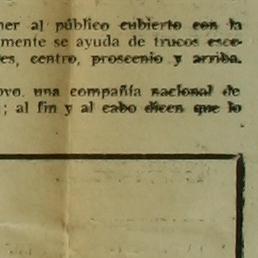 ner al público cubierto con la
mente se ayuda de trucos esce-
es, centro, proscenio y arriba.
ovo, una compañía nacional de
; al fin y al cabo dicen que lo